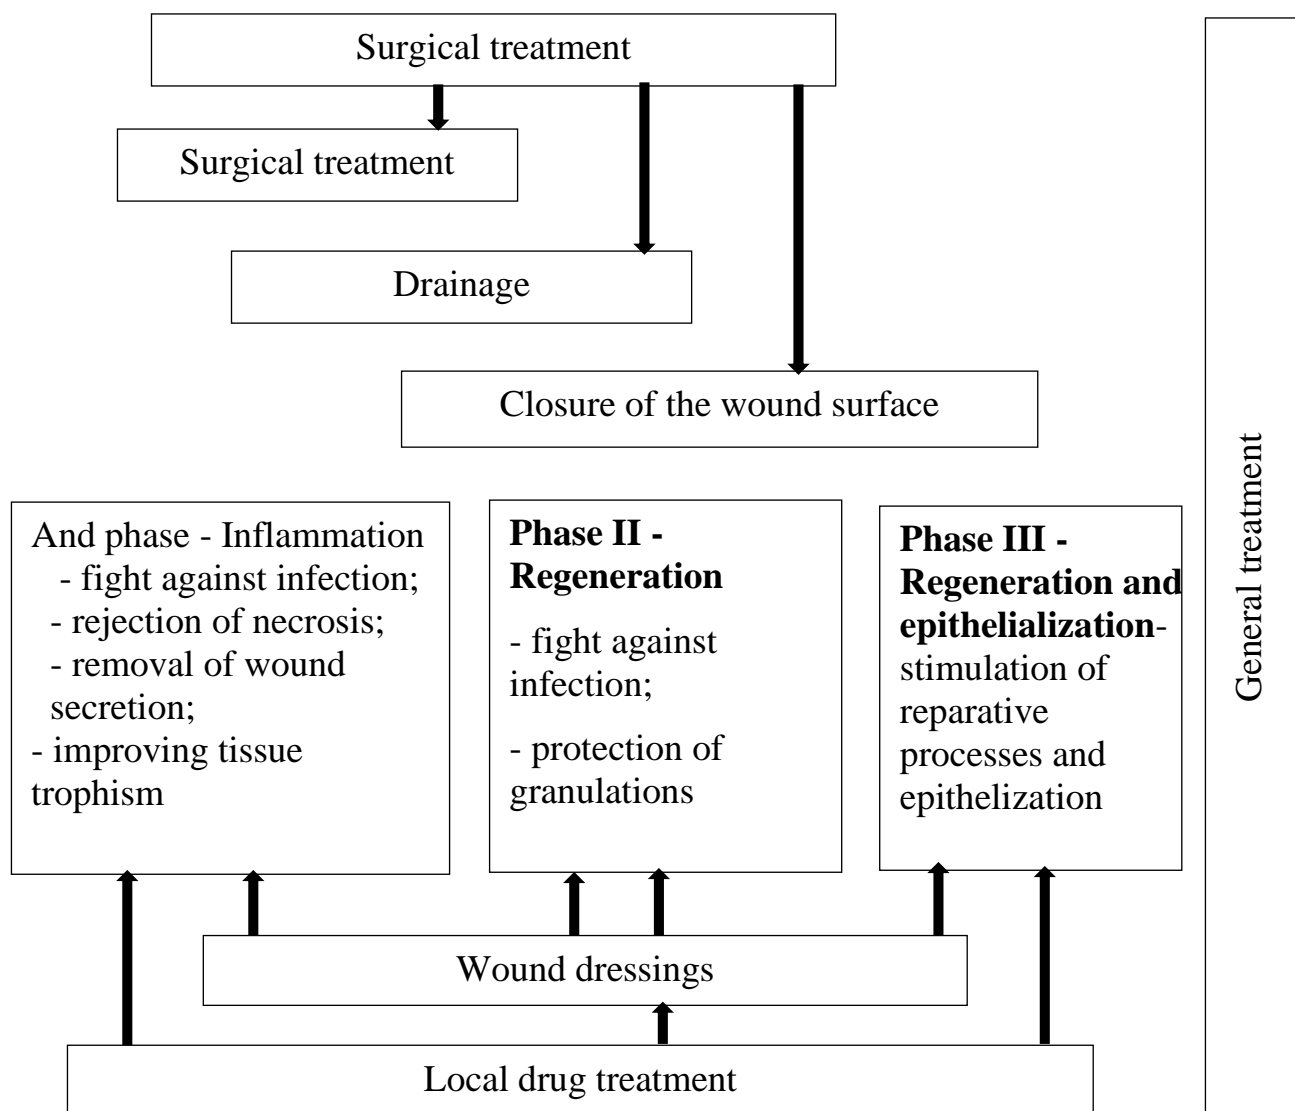 Surgical treatment
Surgical treatment
Drainage
Closure of the wound surface
And phase - Inflammation
- fight against infection;
- rejection of necrosis;
- removal of wound
secretion;
- improving tissue
trophism
Phase II -
Regeneration
- fight against
infection;
- protection of
granulations
Phase III -
Regeneration and
epithelialization-
stimulation of
reparative
processes and
epithelization
General treatment
Wound dressings
Local drug treatment